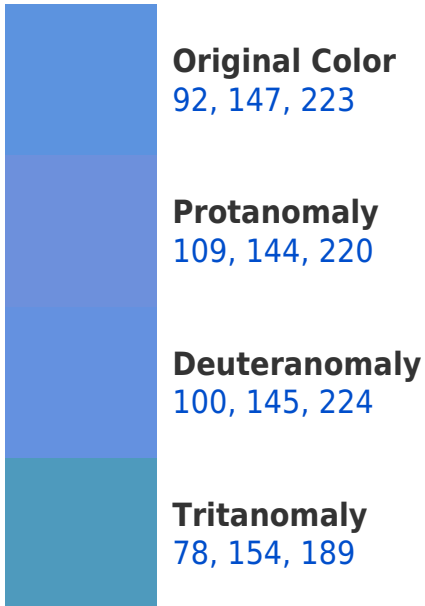 Original Color
92, 147, 223
Protanomaly
109, 144, 220
Deuteranomaly
100, 145, 224
Tritanomaly
78, 154, 189